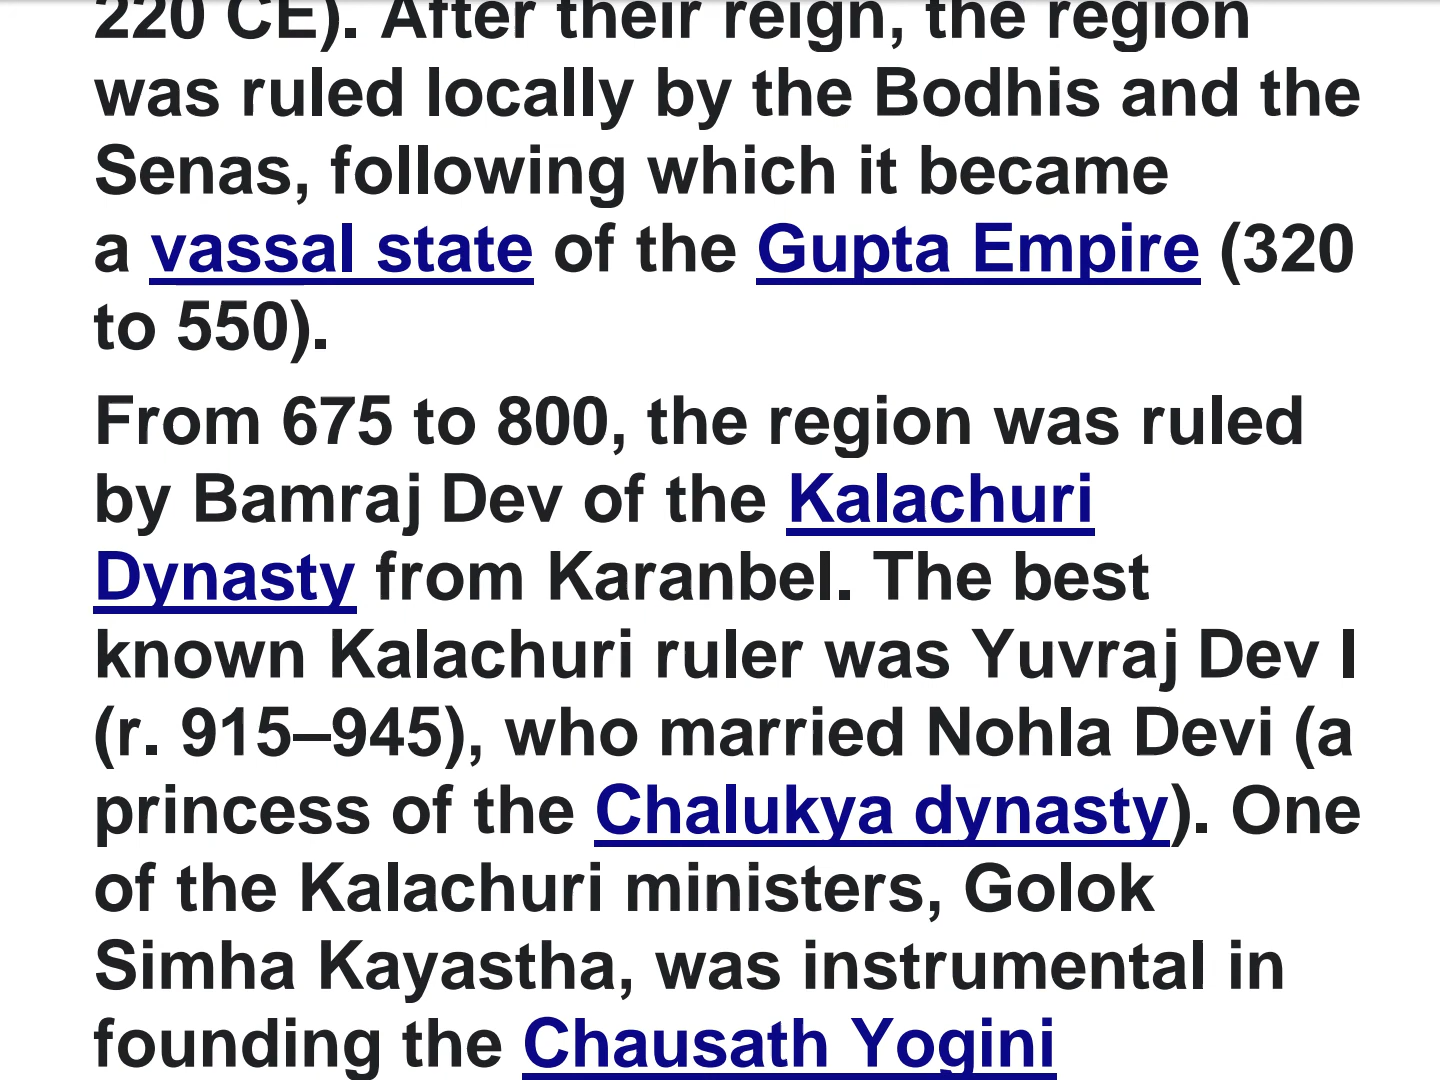 220 CE). After their reign, the region
was ruled locally by the Bodhis and the
Senas, following which it became
a vassal state of the Gupta Empire (320
to 550).
From 675 to 800, the region was ruled
by Bamraj Dev of the Kalachuri
Dynasty from Karanbel. The best
known Kalachuri ruler was Yuvraj Dev I
(r. 915–945), who married Nohla Devi (a
princess of the Chalukya dynasty). One
of the Kalachuri ministers, Golok
Simha Kayastha, was instrumental in
founding the Chausath Yogini